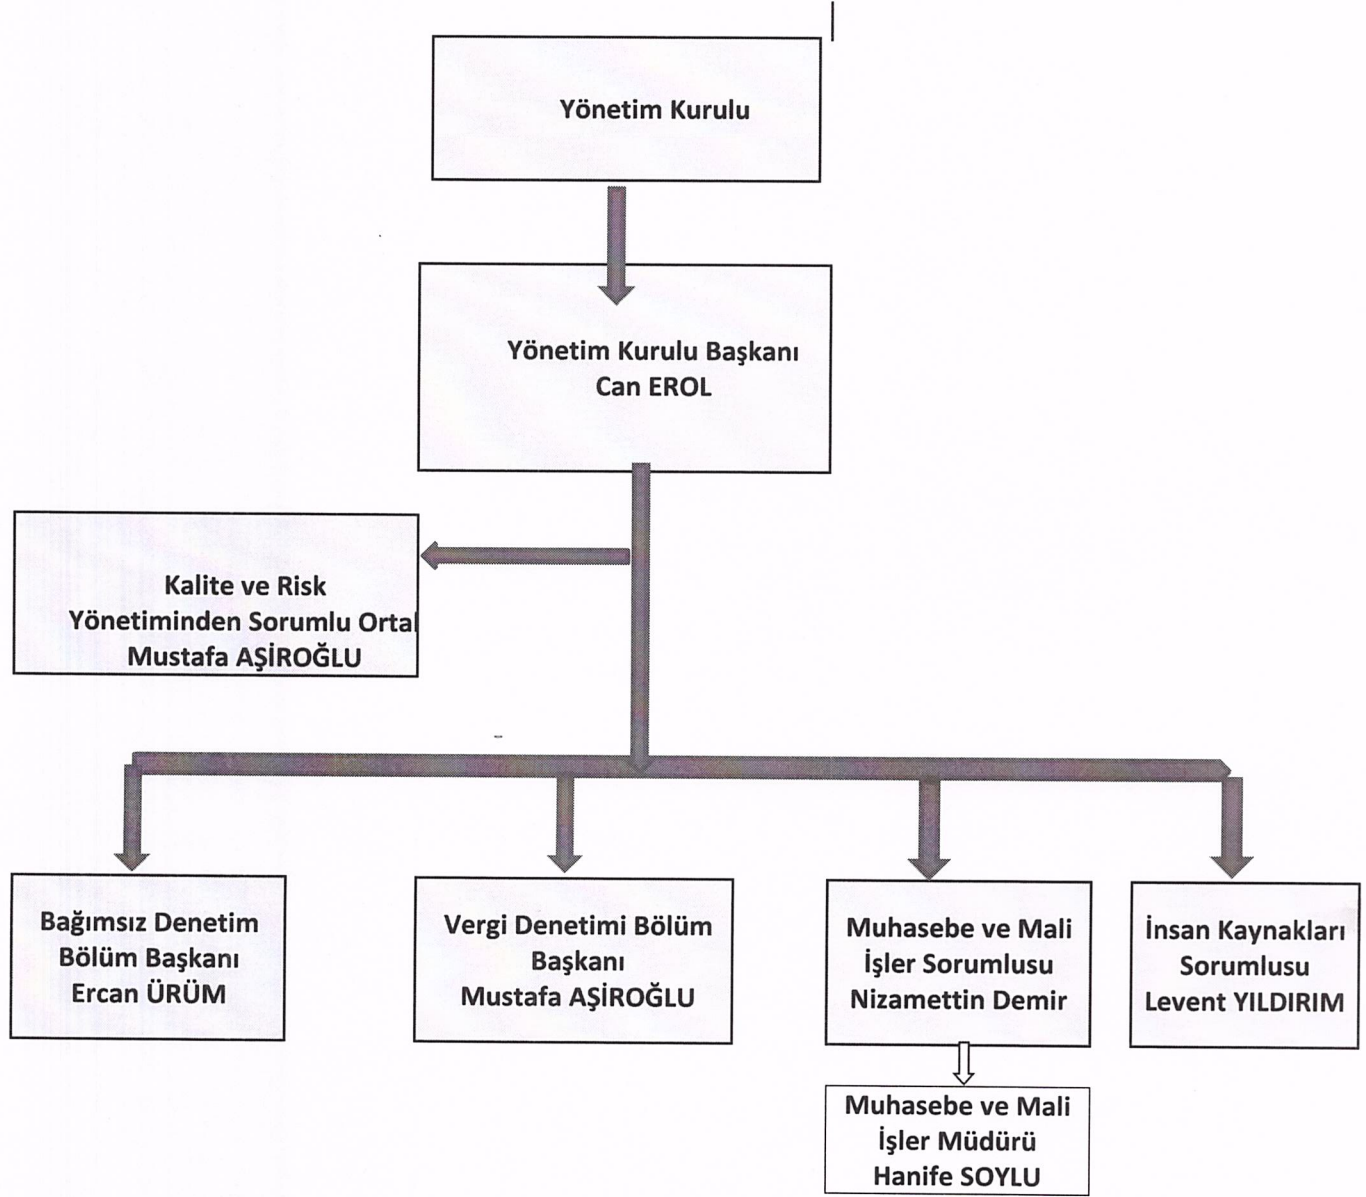 Yönetim Kurulu
Yönetim Kurulu Başkanı
Can EROL
Kalite ve Risk
Yönetiminden Sorumlu Ortal
Mustafa AŞİROĞLU
Bağımsız Denetim
Bölüm Başkanı
Ercan ÜRÜM
Vergi Denetimi Bölüm
Başkanı
Mustafa AŞİROĞLU
Muhasebe ve Mali
İşler Sorumlusu
Nizamettin Demir
İnsan Kaynakları
Sorumlusu
Levent YILDIRIM
Muhasebe ve Mali
İşler Müdürü
Hanife SOYLU